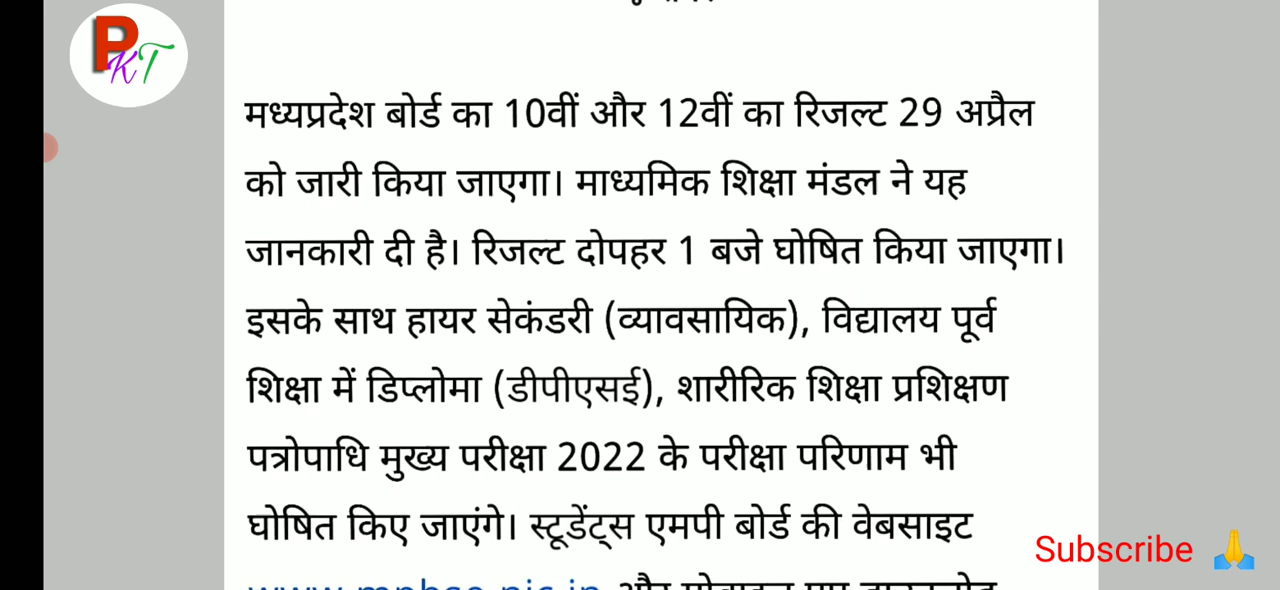 PKT
मध्यप्रदेश बोर्ड का 10वीं और 12वीं का रिजल्ट 29 अप्रैल
को जारी किया जाएगा। माध्यमिक शिक्षा मंडल ने यह
जानकारी दी है। रिजल्ट दोपहर 1 बजे घोषित किया जाएगा।
इसके साथ हायर सेकंडरी (व्यावसायिक), विद्यालय पूर्व
शिक्षा में डिप्लोमा (डीपीएसई), शारीरिक शिक्षा प्रशिक्षण
पत्रोपाधि मुख्य परीक्षा 2022 के परीक्षा परिणाम भी
घोषित किए जाएंगे। स्टूडेंट्स एमपी बोर्ड की वेबसाइट
Subscribe 🙏